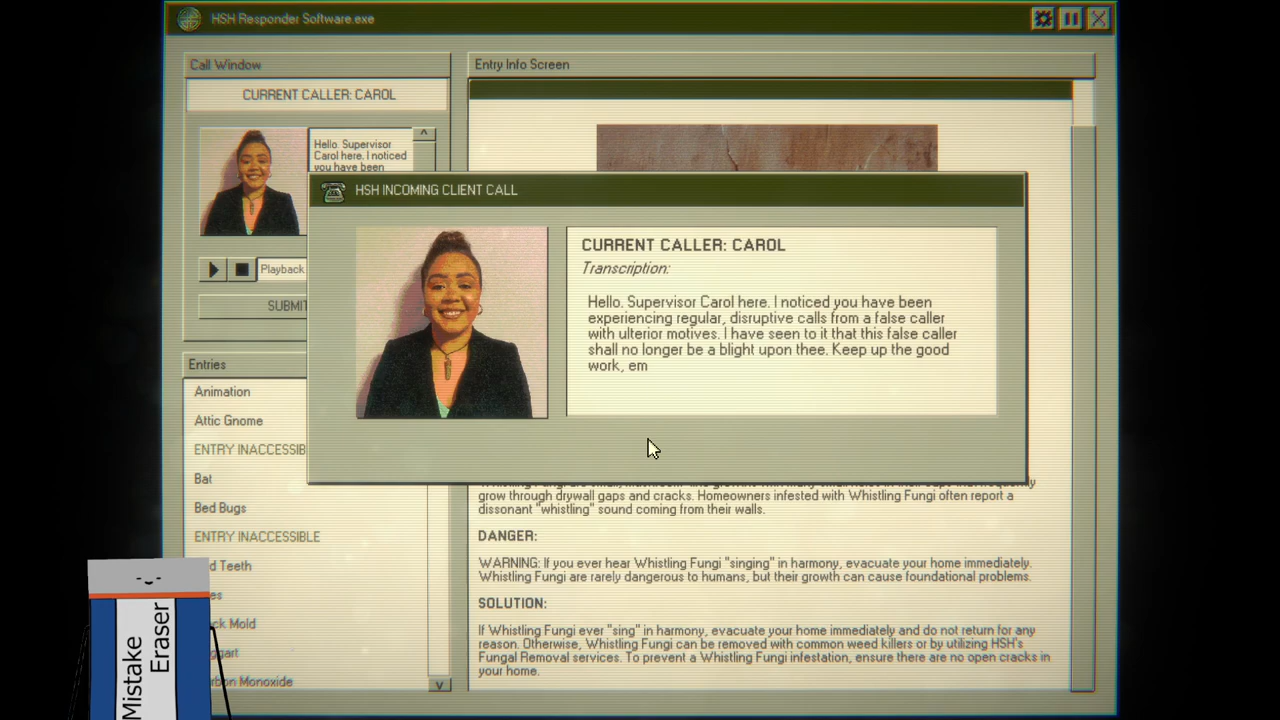 HSH Responder Software.exe
Call Window
Entry Info Screen
CURRENT CALLER: CAROL
Hello. Supervisor
Carol here. I noticed
you have been
HSH INCOMING CLIENT CALL
CURRENT CALLER: CAROL
Transcription:
Hello. Supervisor Carol here. I noticed you have been
experiencing regular, disruptive calls from a false caller
with ulterior motives. I have seen to it that this false caller
shall no longer be a blight upon thee. Keep up the good
work, em
Playback
SUBMIT
Entries
Animation
Attic Gnome
ENTRY INACCESSIB
Bat
Bed Bugs
ENTRY INACCESSIBLE
d Teeth
es
ck Mold
ggart
rbon Monoxide
grow through drywall gaps and cracks. Homeowners infested with Whistling Fungi often report a
dissonant "whistling" sound coming from their walls.
DANGER:
WARNING: If you ever hear Whistling Fungi "singing" in harmony, evacuate your home immediately.
Whistling Fungi are rarely dangerous to humans, but their growth can cause foundational problems.
SOLUTION:
If Whistling Fungi ever "sing" in harmony, evacuate your home immediately and do not return for any
reason. Otherwise, Whistling Fungi can be removed with common weed killers or by utilizing HSH's
Fungal Removal services. To prevent a Whistling Fungi infestation, ensure there are no open cracks in
your home.
Mistake
Eraser